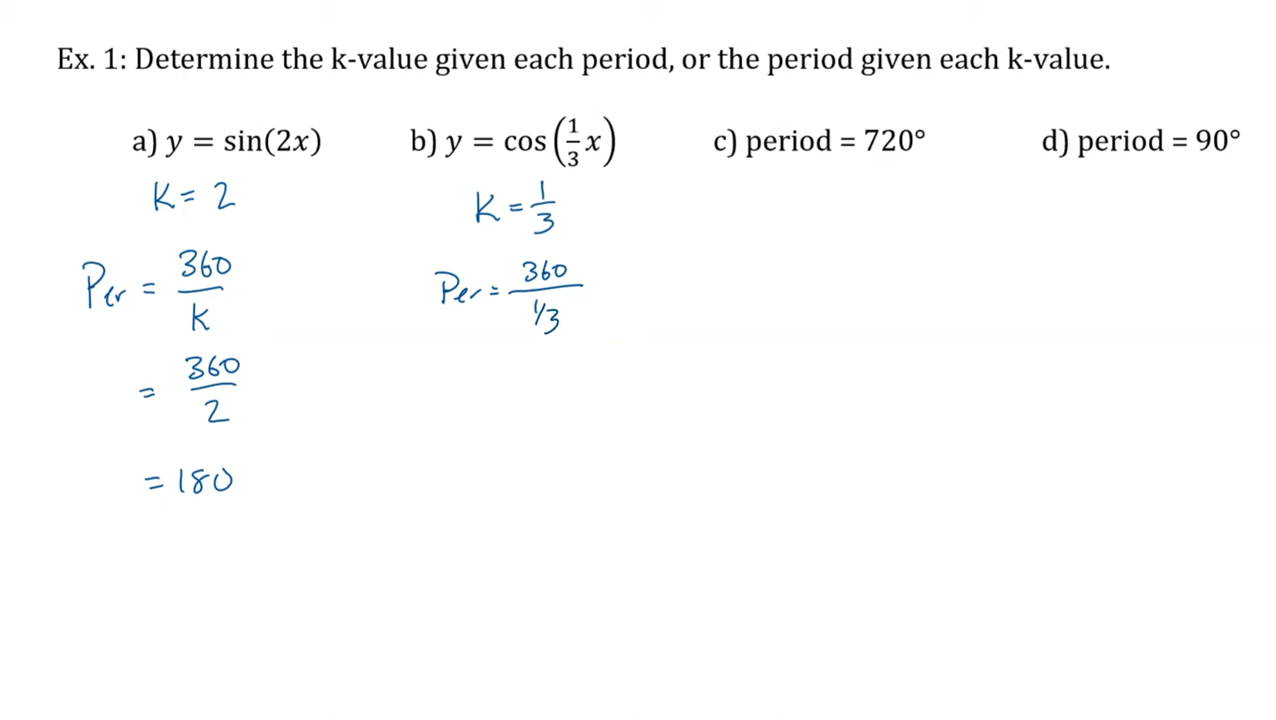 Ex. 1: Determine the k-value given each period, or the period given each k-value.
a) y = sin(2x) b) y = cos(1/3 x) c) period = 720° d) period = 90°
K = 2
K = 1/3
Per = 360/K
Per = 360/(1/3)
= 360/2
= 180